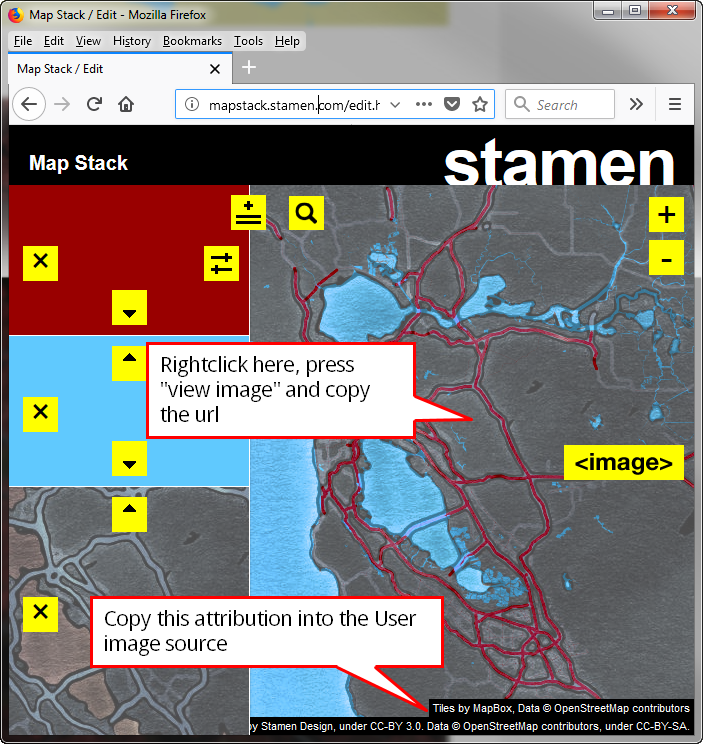 Map Stack / Edit - Mozilla Firefox
File Edit View History Bookmarks Tools Help
Map Stack / Edit
mapstack.stamen.com/edit.h
Search
Map Stack
stamen
+
-
Rightclick here, press
"view image" and copy
the url
<image>
Copy this attribution into the User
image source
Tiles by MapBox, Data © OpenStreetMap contributors
by Stamen Design, under CC-BY 3.0. Data © OpenStreetMap contributors, under CC-BY-SA.